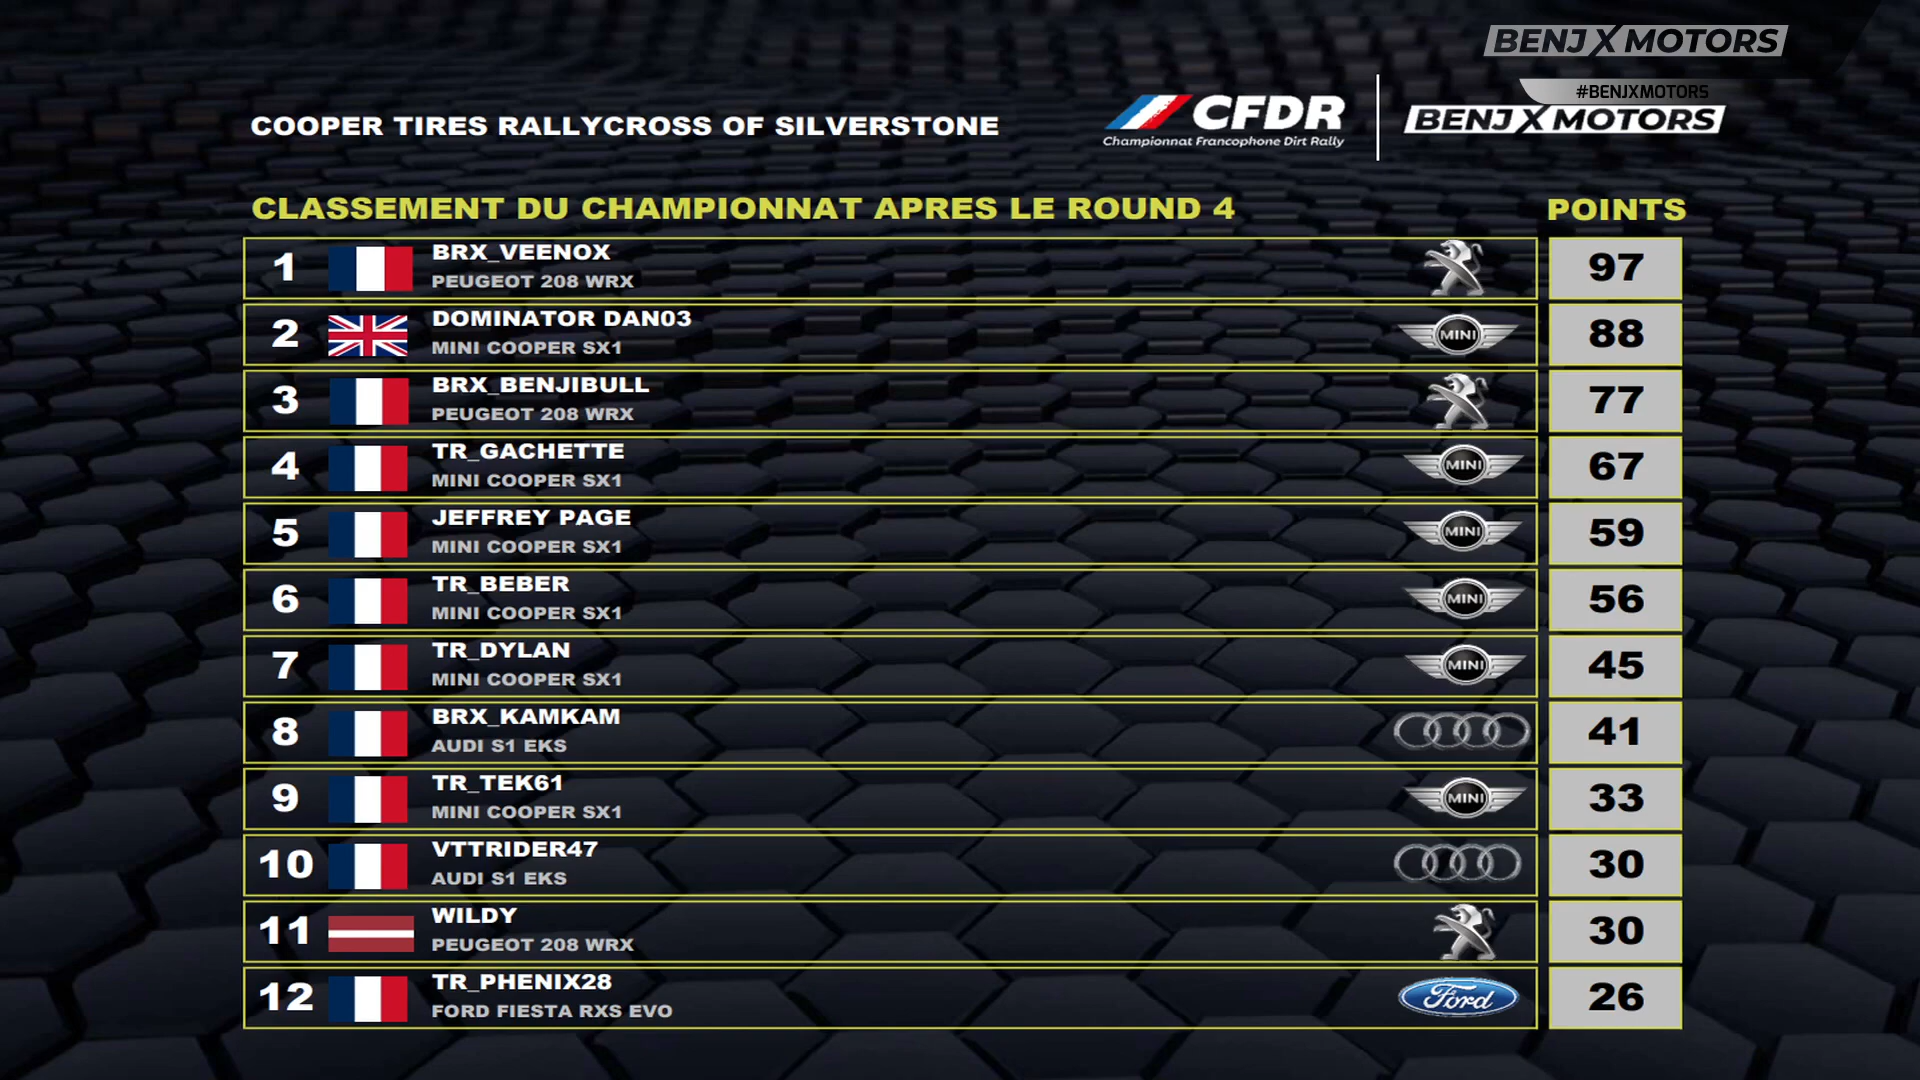 BENJ X MOTORS
#BENJXMOTORS
COOPER TIRES RALLYCROSS OF SILVERSTONE
CFDR
Championnat Francophone Dirt Rally
BENJ X MOTORS
CLASSEMENT DU CHAMPIONNAT APRES LE ROUND 4 POINTS
1 BRX_VEENOX 97
PEUGEOT 208 WRX
2 DOMINATOR DAN03 MINI 88
MINI COOPER SX1
3 BRX_BENJIBULL 77
PEUGEOT 208 WRX
4 TR_GACHETTE MINI 67
MINI COOPER SX1
5 JEFFREY PAGE MINI 59
MINI COOPER SX1
6 TR_BEBER MINI 56
MINI COOPER SX1
7 TR_DYLAN MINI 45
MINI COOPER SX1
8 BRX_KAMKAM 41
AUDI S1 EKS
9 TR_TEK61 MINI 33
MINI COOPER SX1
10 VTTRIDER47 30
AUDI S1 EKS
11 WILDY 30
PEUGEOT 208 WRX
12 TR_PHENIX28 Ford 26
FORD FIESTA RXS EVO